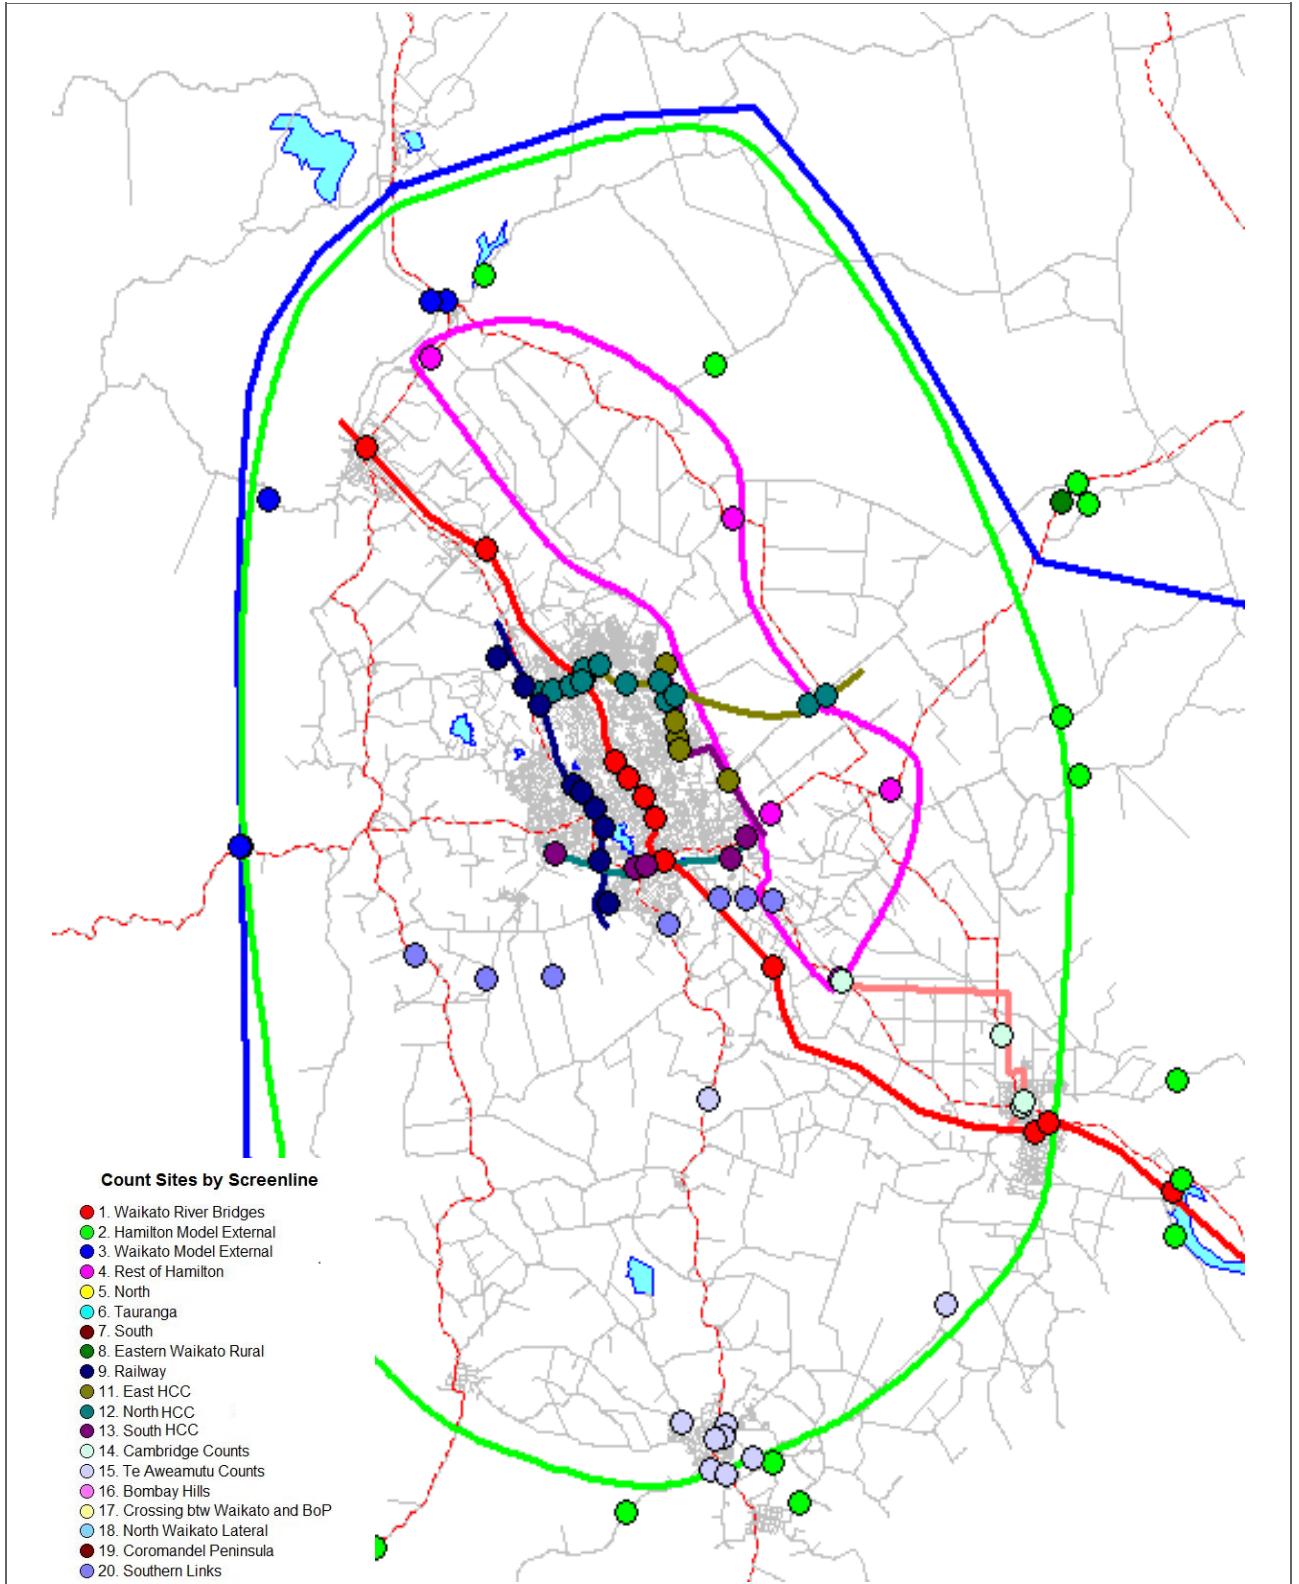 Count Sites by Screenline
1. Waikato River Bridges
2. Hamilton Model External
3. Waikato Model External
4. Rest of Hamilton
5. North
6. Tauranga
7. South
8. Eastern Waikato Rural
9. Railway
11. East HCC
12. North HCC
13. South HCC
14. Cambridge Counts
15. Te Aweamutu Counts
16. Bombay Hills
17. Crossing btw Waikato and BoP
18. North Waikato Lateral
19. Coromandel Peninsula
20. Southern Links